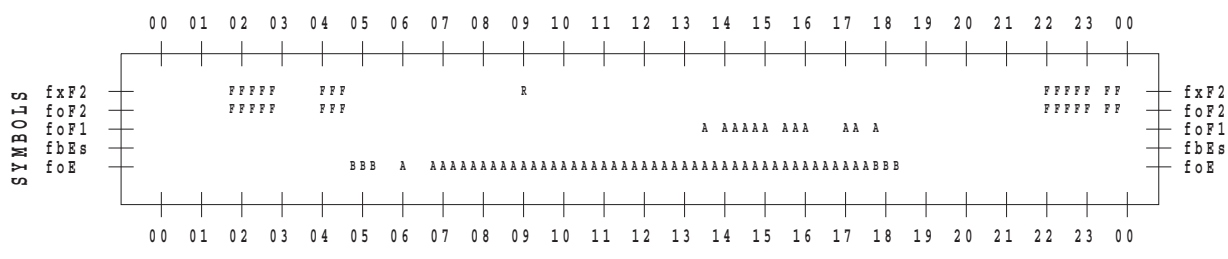 00 01 02 03 04 05 06 07 08 09 10 11 12 13 14 15 16 17 18 19 20 21 22 23 00
SYMBOLS
fxF2 FFFFF FFF R FFFFF FF fxF2
foF2 FFFFF FFF FFFFF FF foF2
foF1 A AAAAA AAA AA A foF1
fbEs fbEs
foE BBB A AAAAAAAAAAAAAAAAAAAAAAAAAAAAAAAAAAAAAAAAAAAABBB foE
00 01 02 03 04 05 06 07 08 09 10 11 12 13 14 15 16 17 18 19 20 21 22 23 00